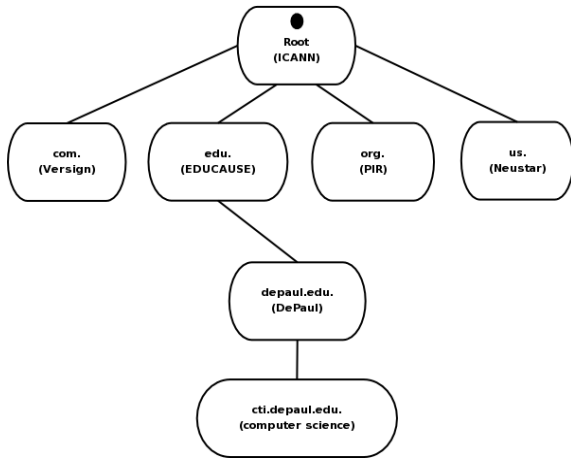 Root
(ICANN)
com.
(Versign)
edu.
(EDUCAUSE)
org.
(PIR)
us.
(Neustar)
depaul.edu.
(DePaul)
cti.depaul.edu.
(computer science)